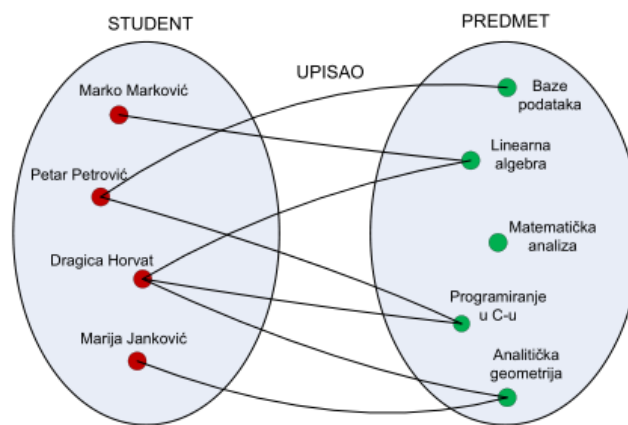 STUDENT
PREDMET
UPISAO
Marko Marković
Petar Petrović
Dragica Horvat
Marija Janković
Baze
podataka
Linearna
algebra
Matematička
analiza
Programiranje
u C-u
Analitička
geometrija